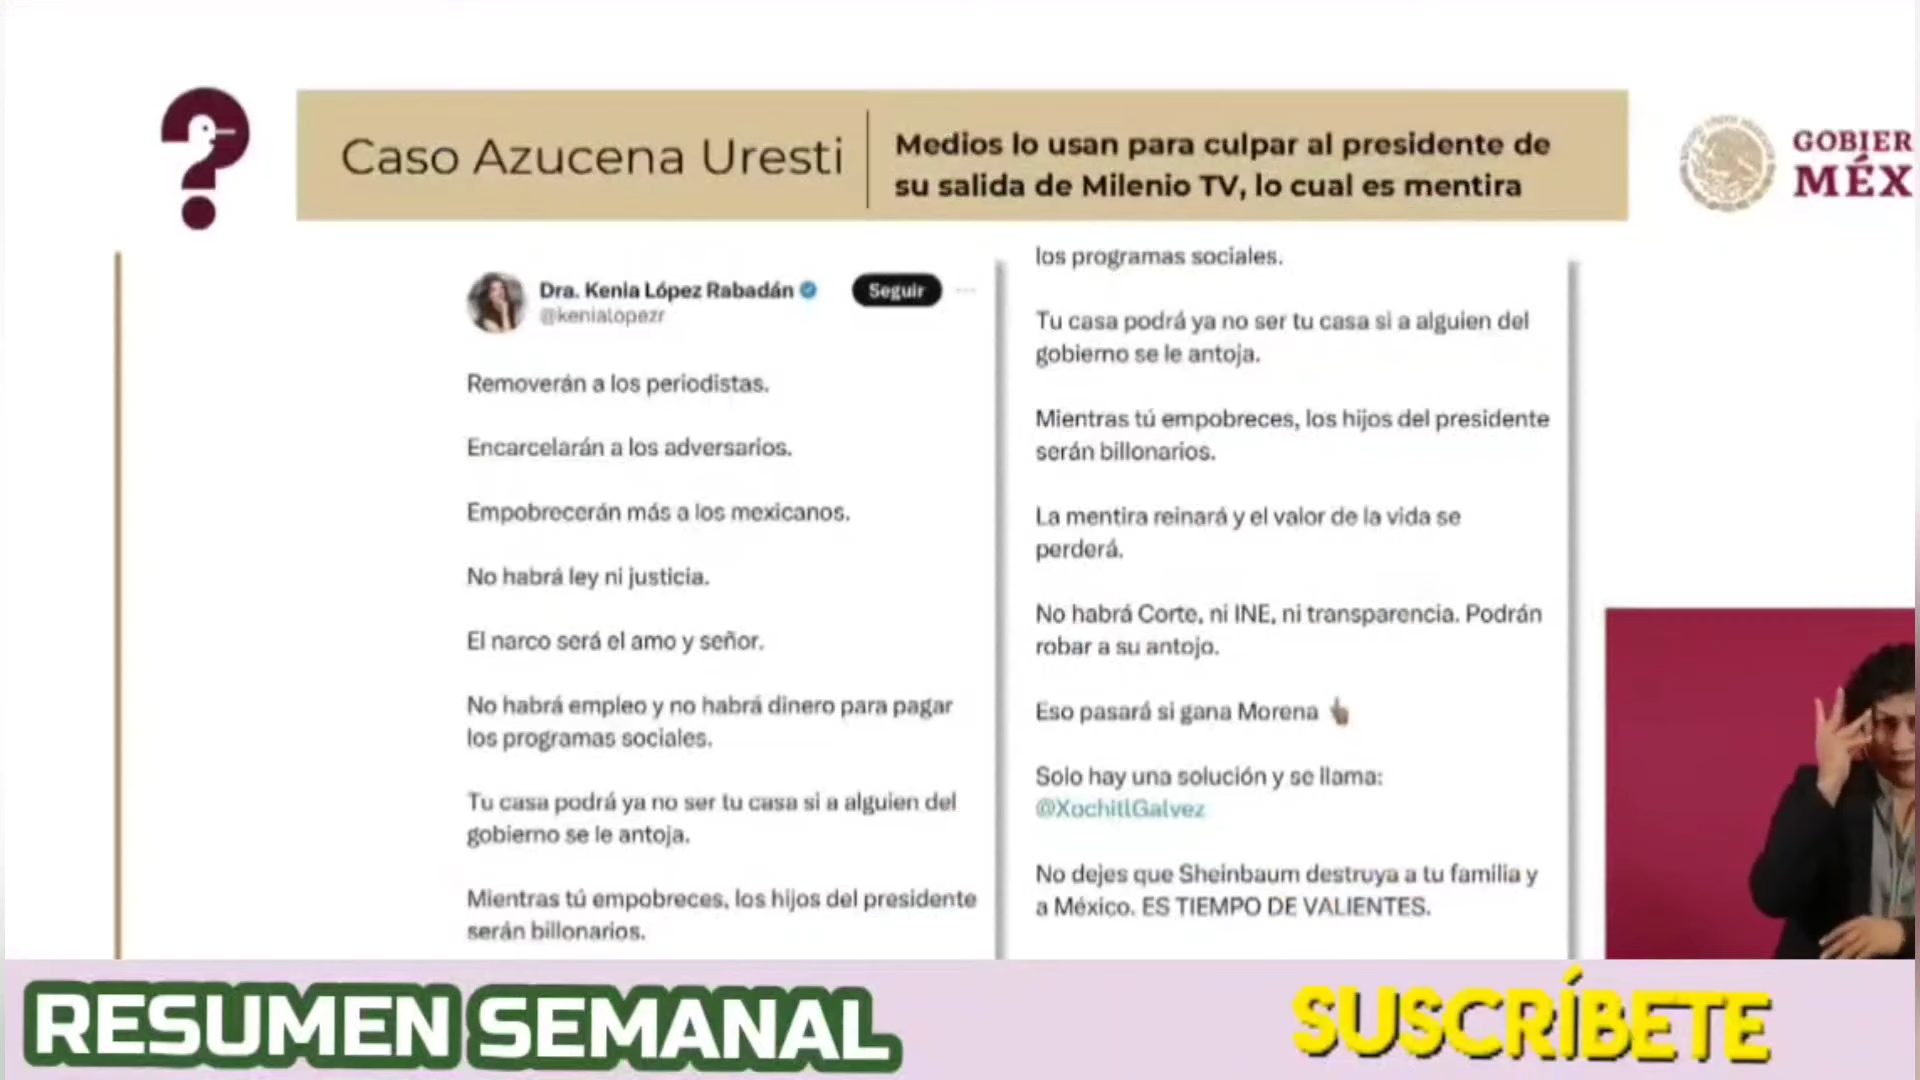 Caso Azucena Uresti
Medios lo usan para culpar al presidente de
su salida de Milenio TV, lo cual es mentira
GOBIER
MÉX
Dra. Kenia López Rabadán
Seguir
@kenialopezr
Removerán a los periodistas.
Encarcelarán a los adversarios.
Empobrecerán más a los mexicanos.
No habrá ley ni justicia.
El narco será el amo y señor.
No habrá empleo y no habrá dinero para pagar
los programas sociales.
Tu casa podrá ya no ser tu casa si a alguien del
gobierno se le antoja.
Mientras tú empobreces, los hijos del presidente
serán billonarios.
los programas sociales.
Tu casa podrá ya no ser tu casa si a alguien del
gobierno se le antoja.
Mientras tú empobreces, los hijos del presidente
serán billonarios.
La mentira reinará y el valor de la vida se
perderá.
No habrá Corte, ni INE, ni transparencia. Podrán
robar a su antojo.
Eso pasará si gana Morena
Solo hay una solución y se llama:
@XochitlGalvez
No dejes que Sheinbaum destruya a tu familia y
a México. ES TIEMPO DE VALIENTES.
RESUMEN SEMANAL
SUSCRÍBETE